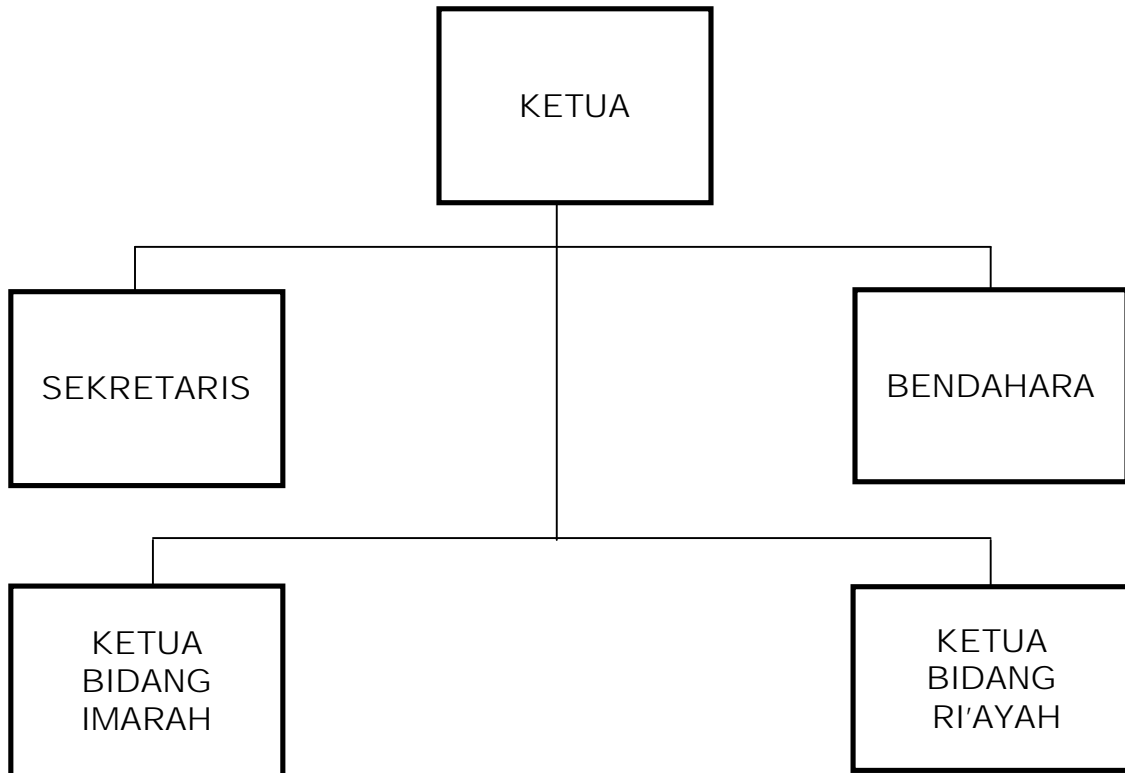 KETUA
SEKRETARIS
BENDAHARA
KETUA
BIDANG
IMARAH
KETUA
BIDANG
RI'AYAH